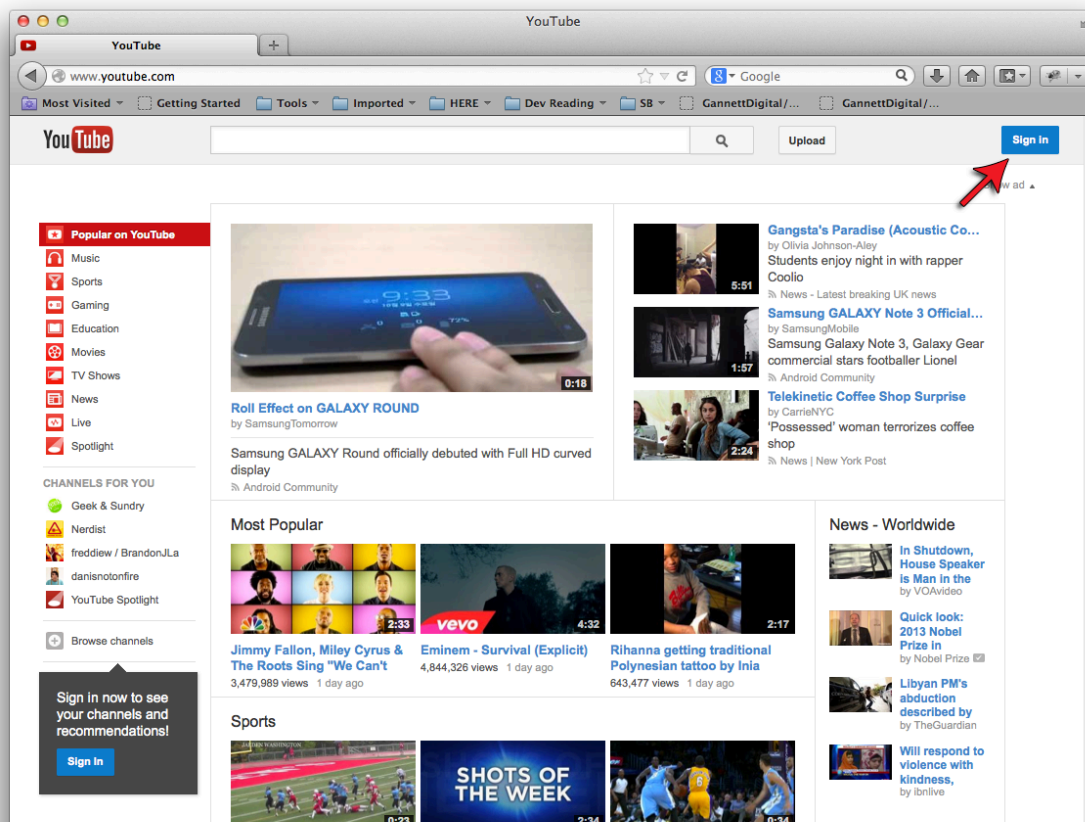 YouTube
YouTube
www.youtube.com
Google
Most Visited
Getting Started
Tools
Imported
HERE
Dev Reading
SB
GannettDigital/...
GannettDigital/...
YouTube
Upload
Sign in
ad
Popular on YouTube
Music
Sports
Gaming
Education
Movies
TV Shows
News
Live
Spotlight
CHANNELS FOR YOU
Geek & Sundry
Nerdist
freddiew / BrandonJLa
danisnotonfire
YouTube Spotlight
Browse channels
Sign in now to see
your channels and
recommendations!
Sign In
9:33
72%
SAMSUNG
0:18
Roll Effect on GALAXY ROUND
by SamsungTomorrow
Samsung GALAXY Round officially debuted with Full HD curved
display
Android Community
5:51
Gangsta's Paradise (Acoustic Co...
by Olivia Johnson-Aley
Students enjoy night in with rapper
Coolio
News - Latest breaking UK news
1:57
Samsung GALAXY Note 3 Official...
by SamsungMobile
Samsung Galaxy Note 3, Galaxy Gear
commercial stars footballer Lionel
Android Community
2:24
Telekinetic Coffee Shop Surprise
by CarrieNYC
'Possessed' woman terrorizes coffee
shop
News | New York Post
Most Popular
2:33
Jimmy Fallon, Miley Cyrus &
The Roots Sing "We Can't
3,479,989 views 1 day ago
vevo
4:32
Eminem - Survival (Explicit)
4,844,326 views 1 day ago
2:17
Rihanna getting traditional
Polynesian tattoo by Inia
643,477 views 1 day ago
News - Worldwide
In Shutdown,
House Speaker
is Man in the
by VOAvideo
Quick look:
2013 Nobel
Prize in
by Nobel Prize
Libyan PM's
abduction
described by
by TheGuardian
Will respond to
violence with
kindness,
by ibnlive
Sports
0:23
SHOTS OF
THE WEEK
2:34
6
0:34